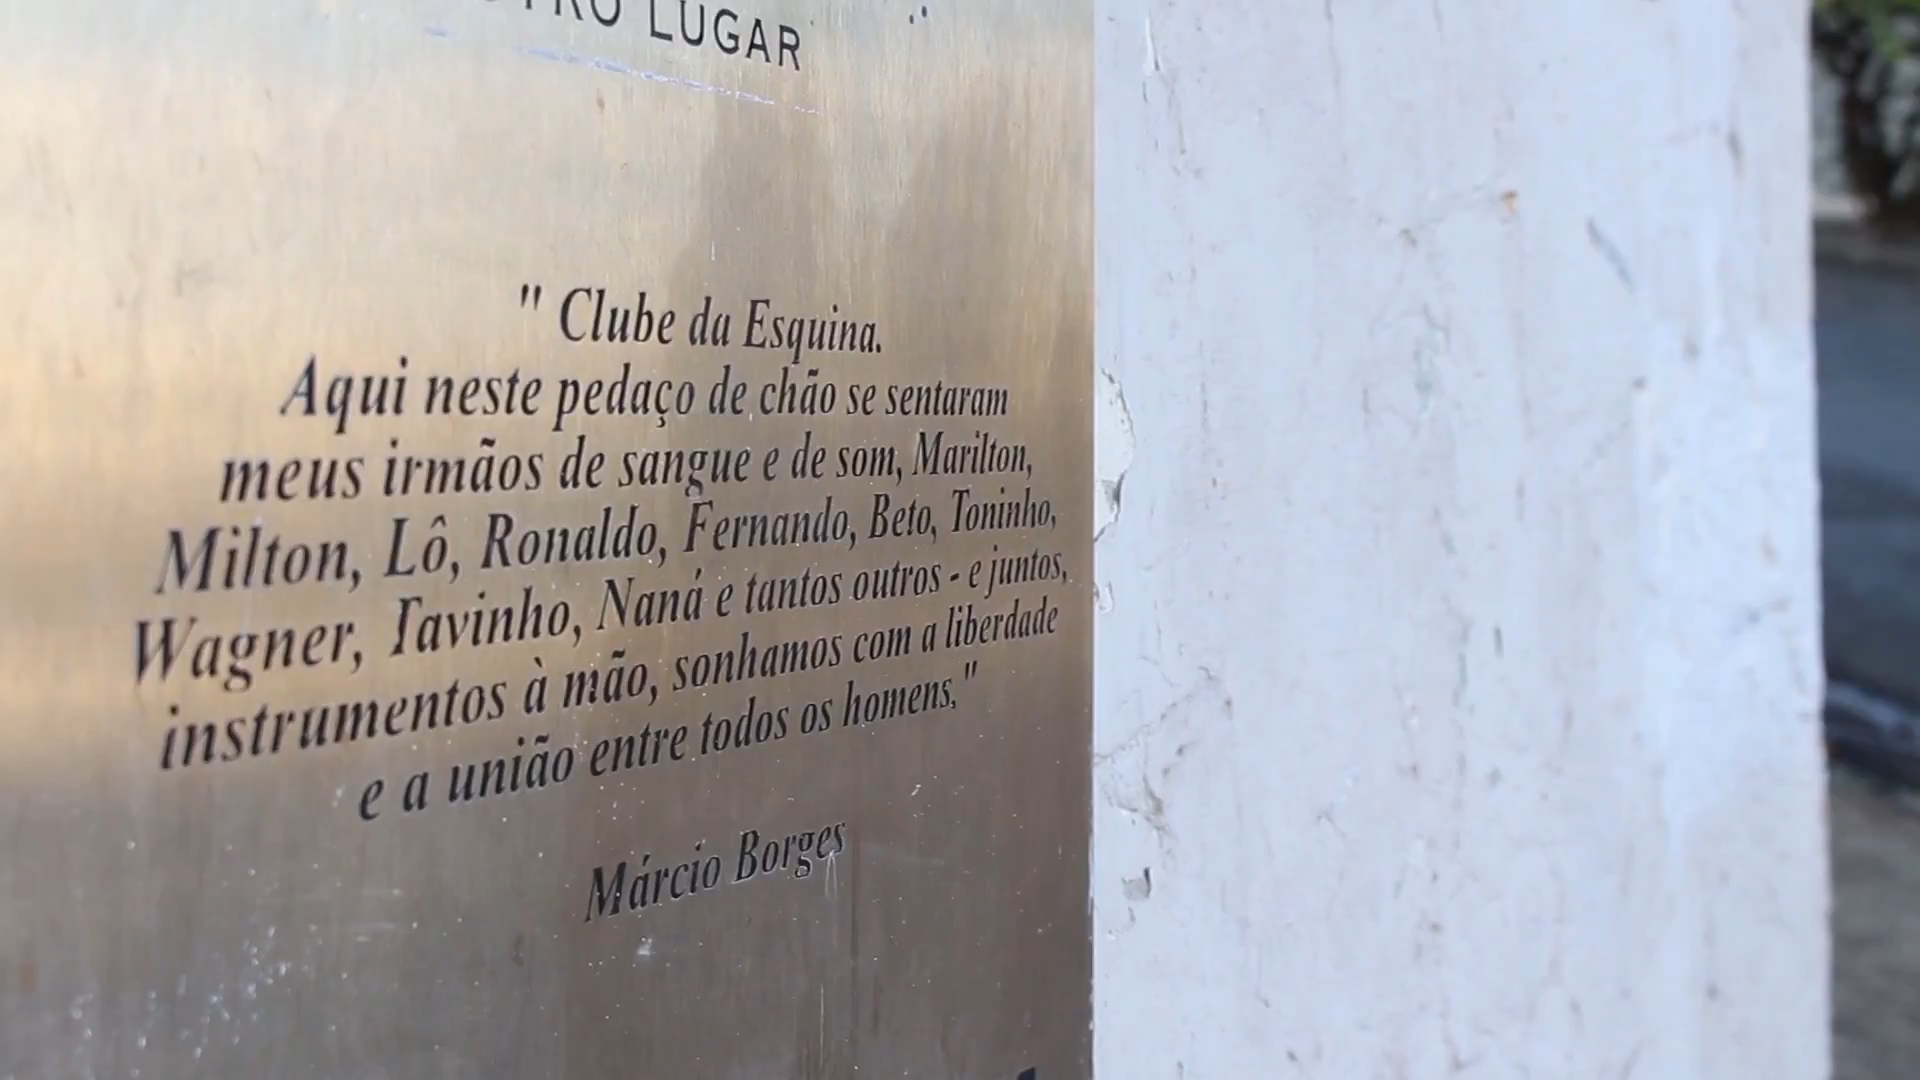 LUGAR
" Clube da Esquina.
Aqui neste pedaço de chão se sentaram
meus irmãos de sangue e de som, Marilton,
Milton, Lô, Ronaldo, Fernando, Beto, Toninho,
Wagner, Tavinho, Naná e tantos outros - e juntos,
instrumentos à mão, sonhamos com a liberdade
e a união entre todos os homens,"
Márcio Borges